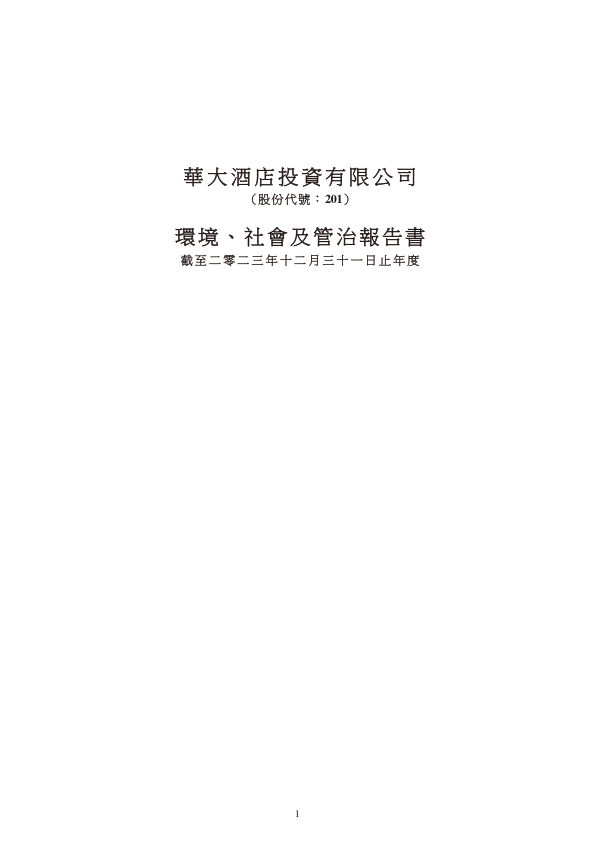 華大酒店投資有限公司
（股份代號：201）
環境、社會及管治報告書
截至二零二三年十二月三十一日止年度
1